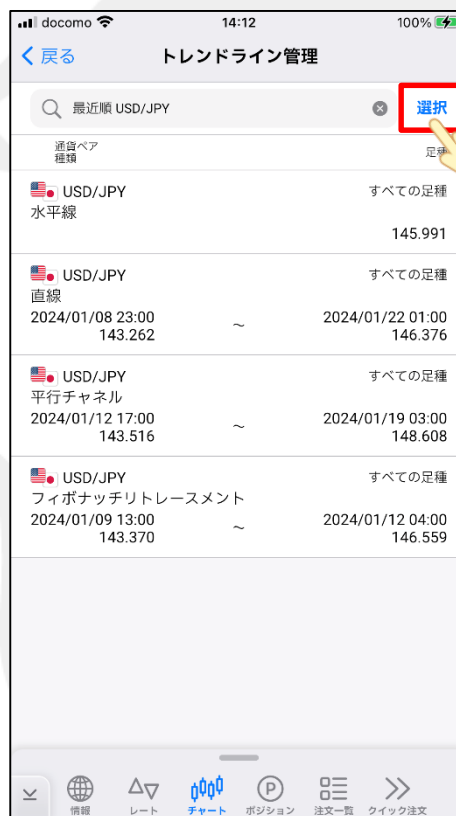 docomo 14:12 100%
戻る トレンドライン管理
最近順 USD/JPY 選択
通貨ペア
種類 足種
USD/JPY すべての足種
水平線
145.991
USD/JPY すべての足種
直線
2024/01/08 23:00 ～ 2024/01/22 01:00
143.262 146.376
USD/JPY すべての足種
平行チャネル
2024/01/12 17:00 ～ 2024/01/19 03:00
143.516 148.608
USD/JPY すべての足種
フィボナッチリトレースメント
2024/01/09 13:00 ～ 2024/01/12 04:00
143.370 146.559
P
情報 レート チャート ポジション 注文一覧 クイック注文